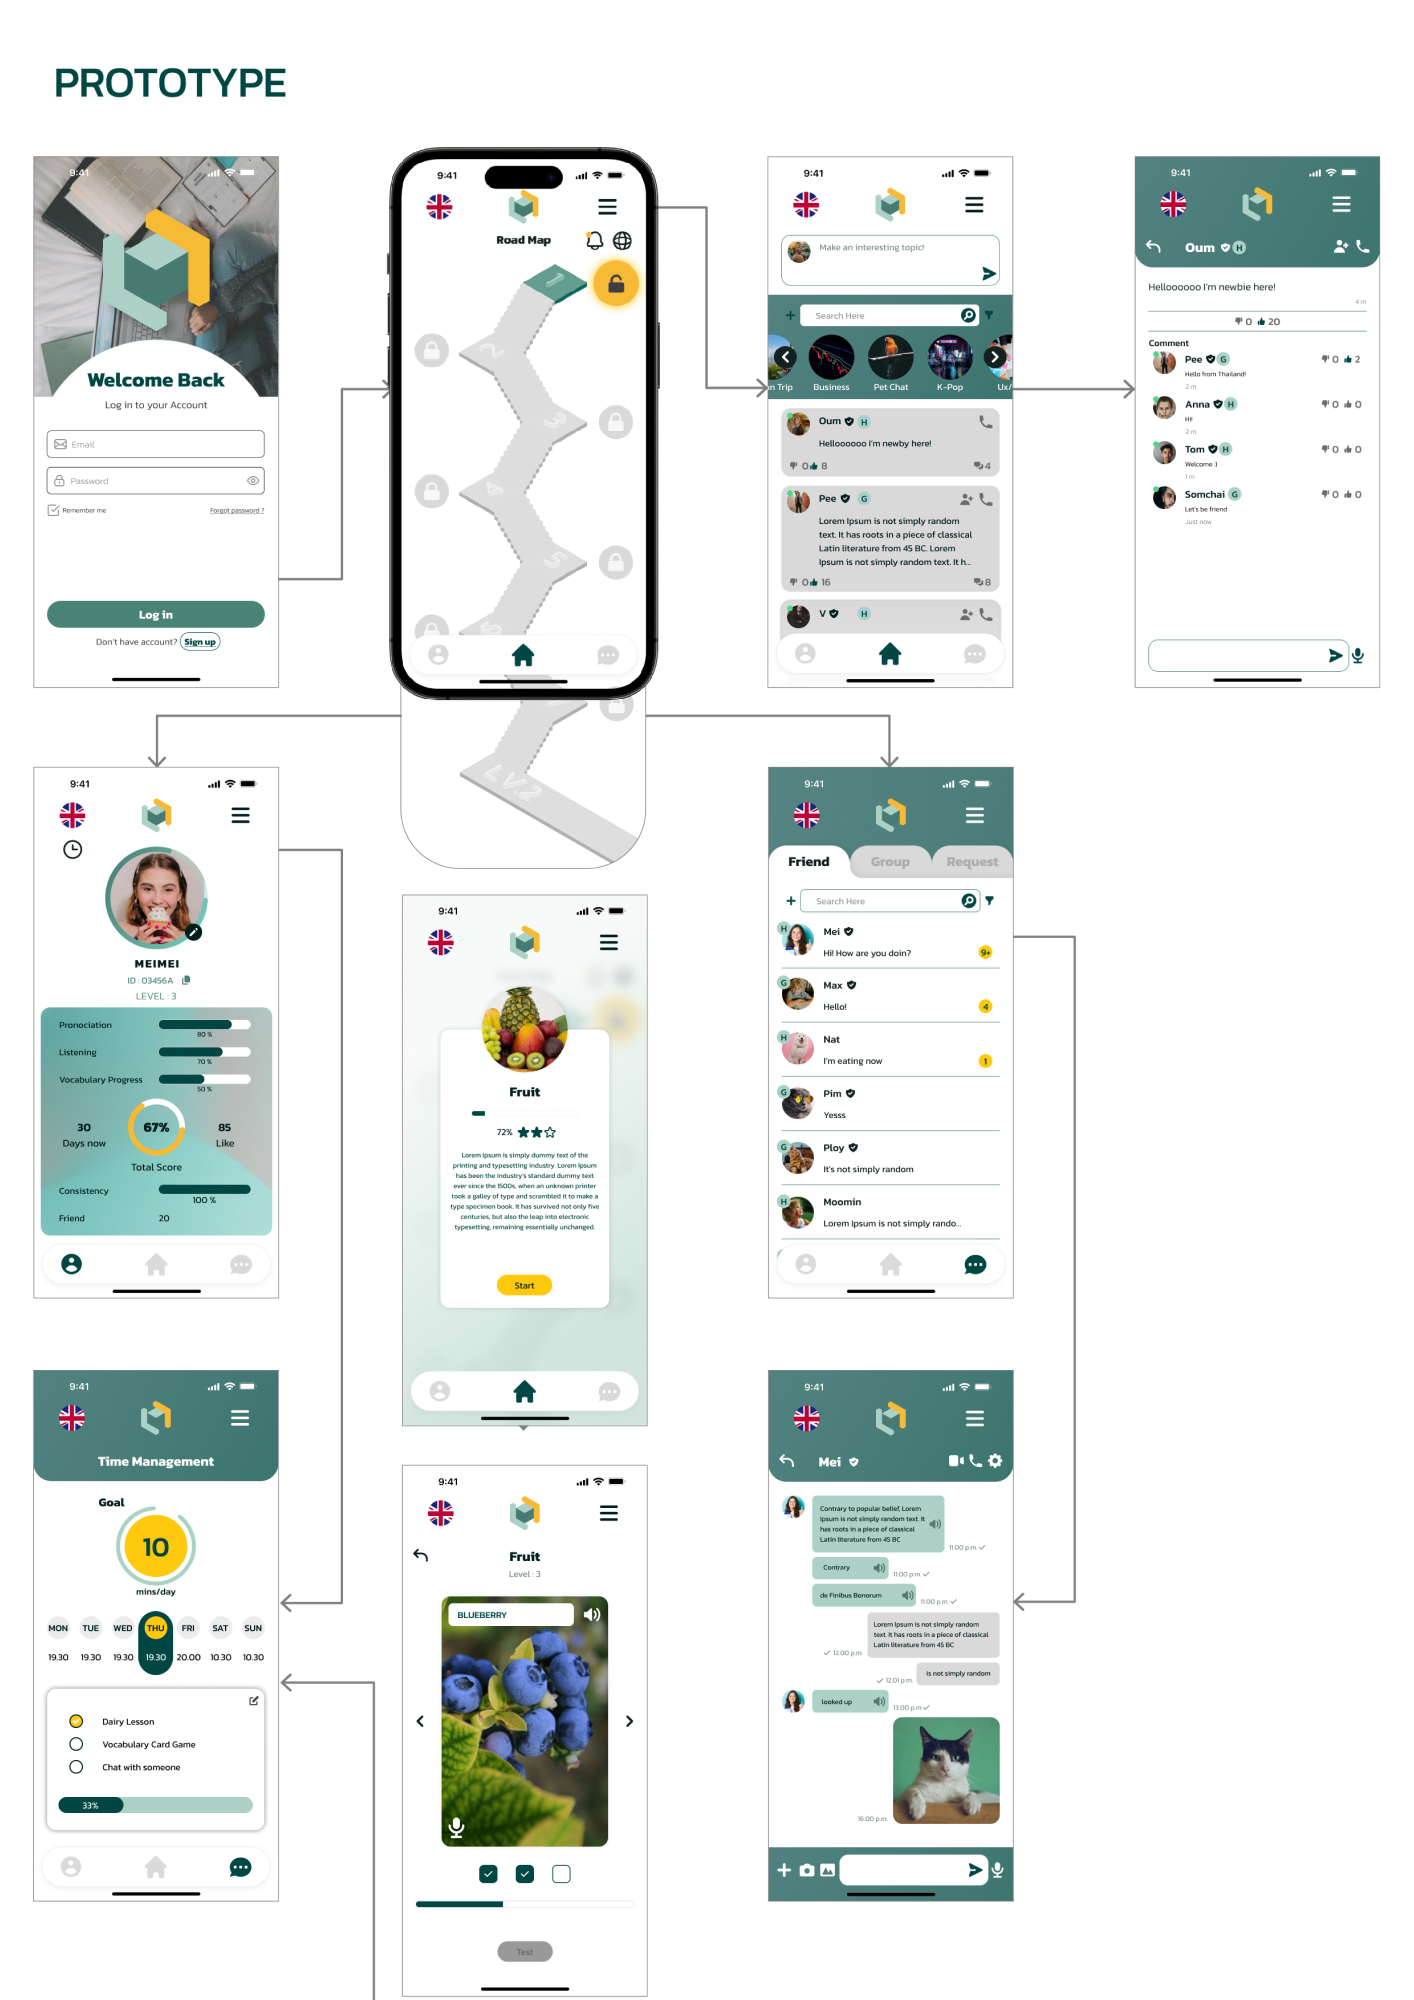 PROTOTYPE
9:41
Welcome Back
Log in to your Account
Email
Password
Remember me
Forgot password ?
Log in
Don't have account? Sign up
9:41
Road Map
1
2
3
4
5
6
LV.2
9:41
Make an interesting topic!
Search Here
n Trip
Business
Pet Chat
K-Pop
Ux/
Oum H
Helloooooo I'm newby here!
0 8
4
Pee G
Lorem Ipsum is not simply random
text. It has roots in a piece of classical
Latin literature from 45 BC. Lorem
Ipsum is not simply random text. It h...
0 16
8
V H
9:41
Oum H
Helloooooo I'm newbie here!
4 m
0 20
Comment
Pee G
0 2
Hello from Thailand!
2 m
Anna H
0 0
Hi!
2 m
Tom H
0 0
Welcome :)
1 m
Somchai G
0 0
Let's be friend
Just now
9:41
MEIMEI
ID : 03456A
LEVEL : 3
Pronociation
80 %
Listening
70 %
Vocabulary Progress
50 %
30
Days now
67%
85
Like
Total Score
Consistency
100 %
Friend
20
9:41
Fruit
72%
Lorem Ipsum is simply dummy text of the
printing and typesetting industry. Lorem Ipsum
has been the industry's standard dummy text
ever since the 1500s, when an unknown printer
took a galley of type and scrambled it to make a
type specimen book. It has survived not only five
centuries, but also the leap into electronic
typesetting, remaining essentially unchanged.
Start
9:41
Friend
Group
Request
Search Here
H
Mei
Hi! How are you doin?
9+
G
Max
Hello!
4
H
Nat
I'm eating now
1
G
Pim
Yesss
G
Ploy
It's not simply random
H
Moomin
Lorem Ipsum is not simply rando...
9:41
Time Management
Goal
10
mins/day
MON TUE WED THU FRI SAT SUN
19.30 19.30 19.30 19.30 20.00 10.30 10.30
Dairy Lesson
Vocabulary Card Game
Chat with someone
33%
9:41
Fruit
Level : 3
BLUEBERRY
Test
9:41
Mei
Contrary to popular belief, Lorem
Ipsum is not simply random text. It
has roots in a piece of classical
Latin literature from 45 BC
11.00 p.m.
Contrary
11.00 p.m.
de Finibus Bonorum
11.00 p.m.
Lorem Ipsum is not simply random
text. It has roots in a piece of classical
Latin literature from 45 BC
12.00 p.m.
Is not simply random
12.01 p.m.
looked up
13.00 p.m.
16.00 p.m.